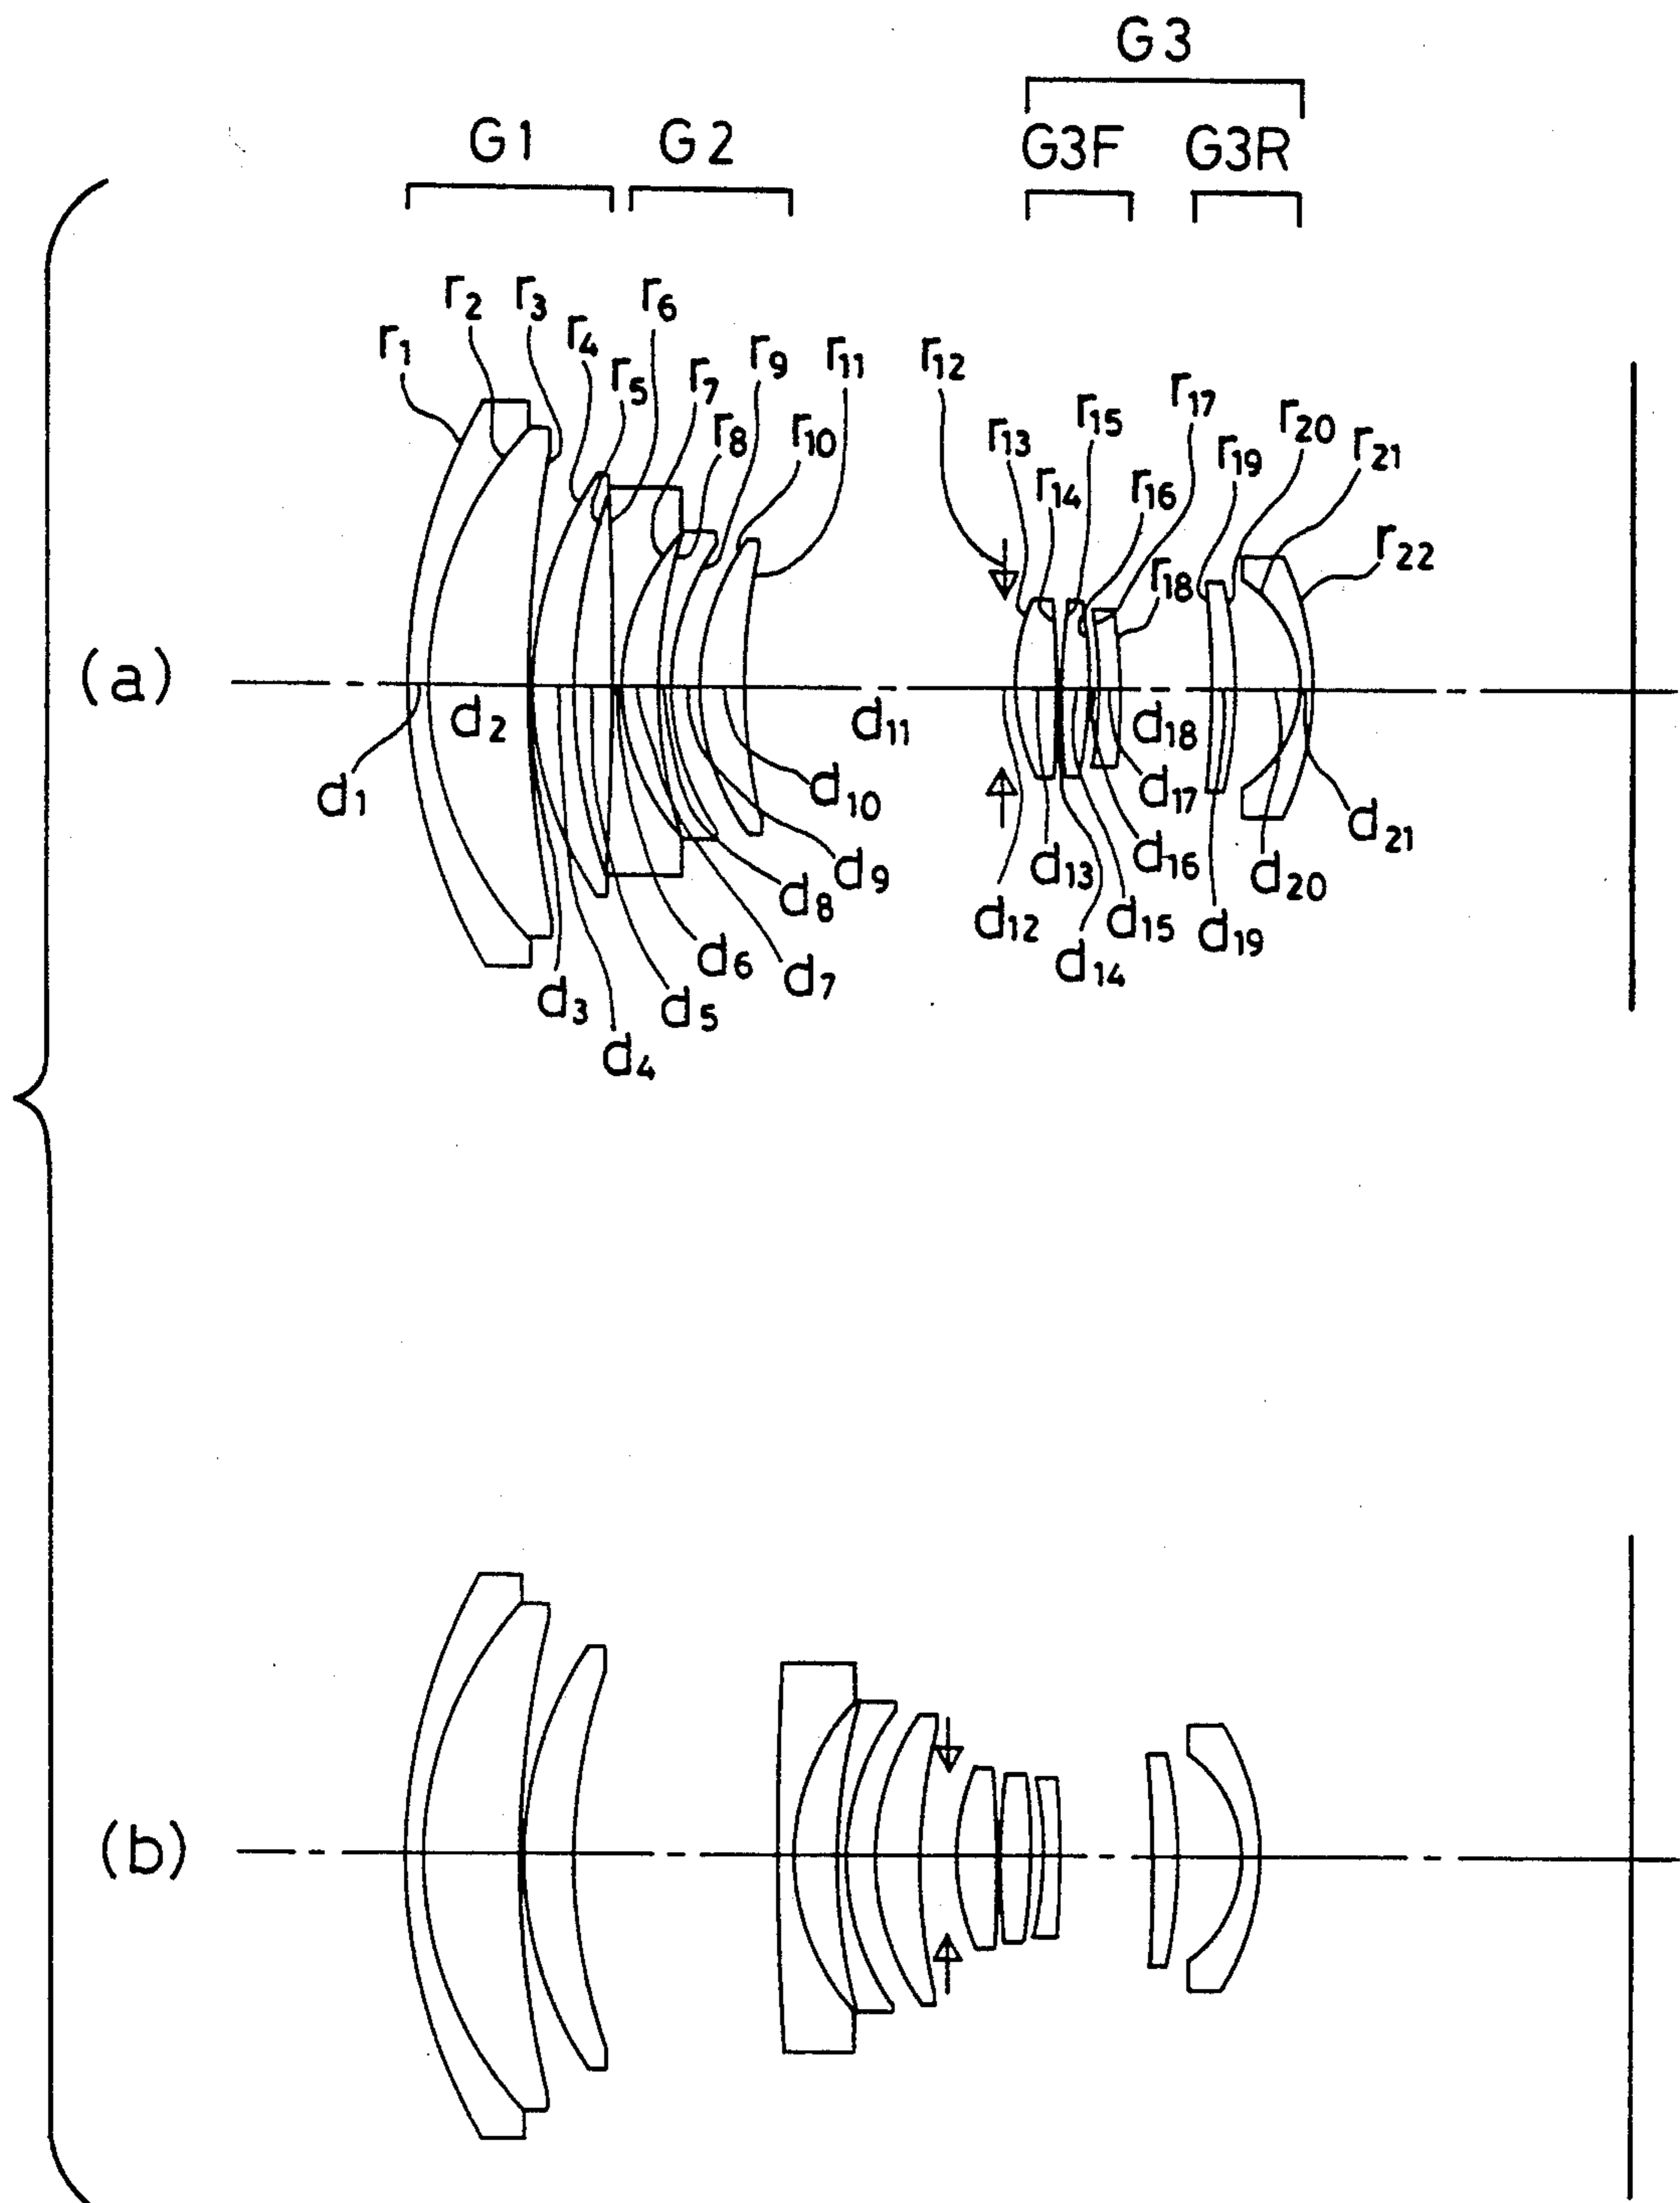 G3
G1 G2 G3F G3R
r₁ r₂ r₃ r₄ r₅ r₆ r₇ r₈ r₉ r₁₀ r₁₁ r₁₂ r₁₃ r₁₄ r₁₅ r₁₆ r₁₇ r₁₈ r₁₉ r₂₀ r₂₁ r₂₂
(a)
d₁ d₂ d₃ d₄ d₅ d₆ d₇ d₈ d₉ d₁₀ d₁₁ d₁₂ d₁₃ d₁₄ d₁₅ d₁₆ d₁₇ d₁₈ d₁₉ d₂₀ d₂₁
(b)